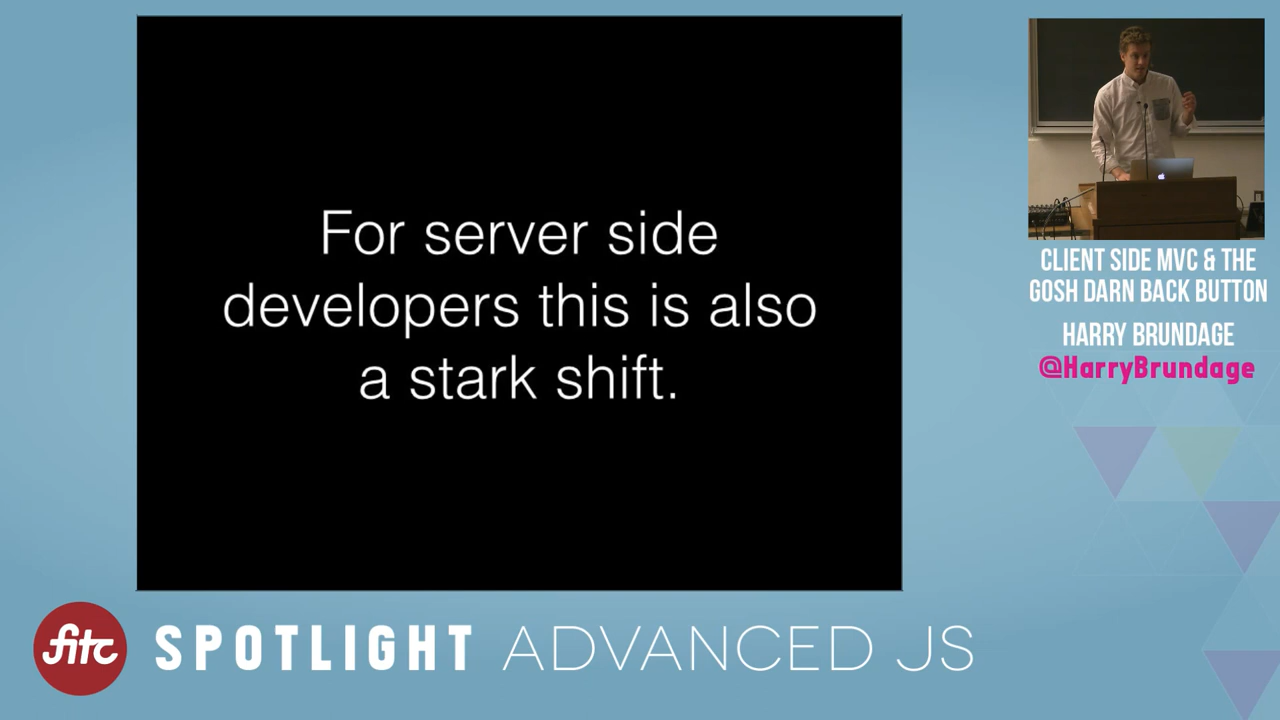 For server side
developers this is also
a stark shift.
CLIENT SIDE MVC & THE
GOSH DARN BACK BUTTON
HARRY BRUNDAGE
@HarryBrundage
fitc
SPOTLIGHT ADVANCED JS